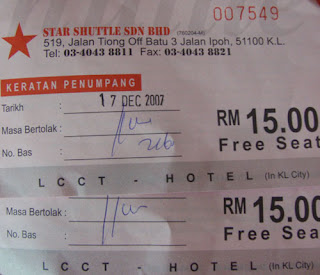 007549
STAR SHUTTLE SDN BHD
519, Jalan Tiong Off Batu 3 Jalan Ipoh, 51100 K.L.
Tel: 03-4043 8811 Fax: 03-4043 8821
KERATAN PENUMPANG
Tarikh : 17 DEC 2007
Masa Bertolak :
No. Bas :
RM 15.00
Free Seat
LCCT - HOTEL (In KL City)
Masa Bertolak :
No. Bas :
RM 15.00
Free Seat
LCCT - HOTEL (In KL City)